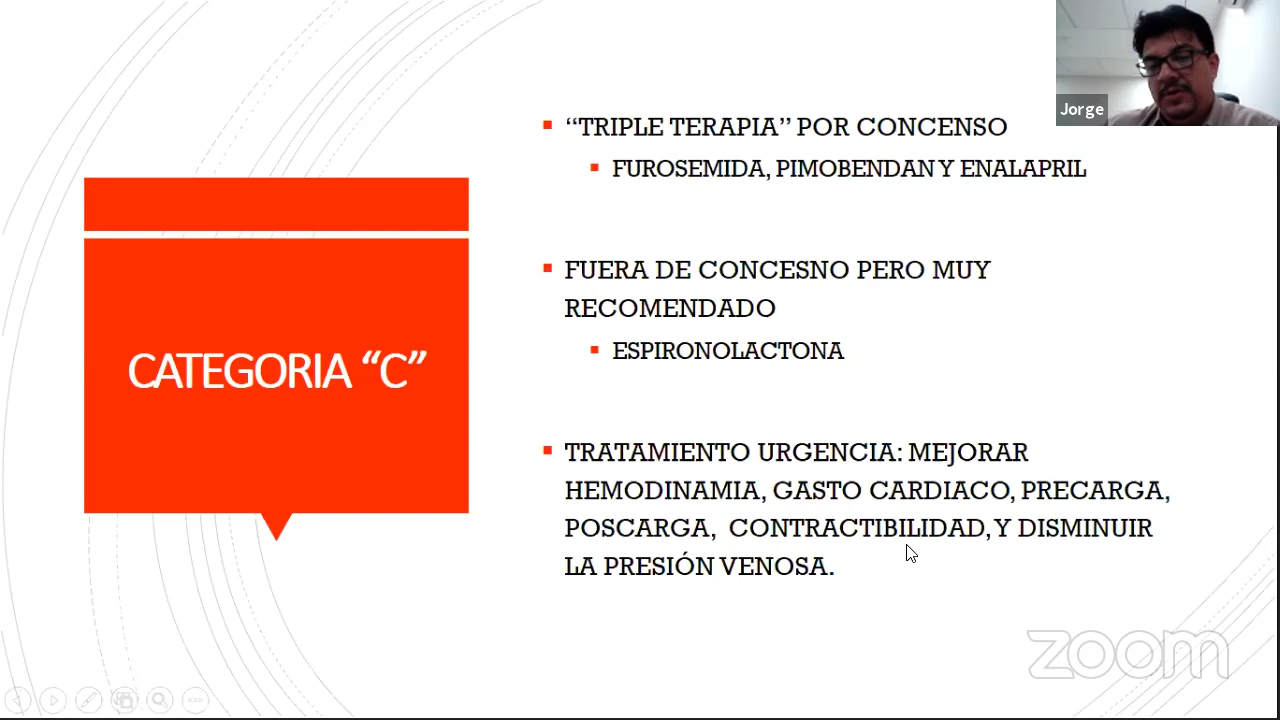 Jorge
“TRIPLE TERAPIA” POR CONCENSO
FUROSEMIDA, PIMOBENDAN Y ENALAPRIL
FUERA DE CONCESNO PERO MUY
RECOMENDADO
ESPIRONOLACTONA
CATEGORIA “C”
TRATAMIENTO URGENCIA: MEJORAR
HEMODINAMIA, GASTO CARDIACO, PRECARGA,
POSCARGA, CONTRACTIBILIDAD, Y DISMINUIR
LA PRESIÓN VENOSA.
zoom